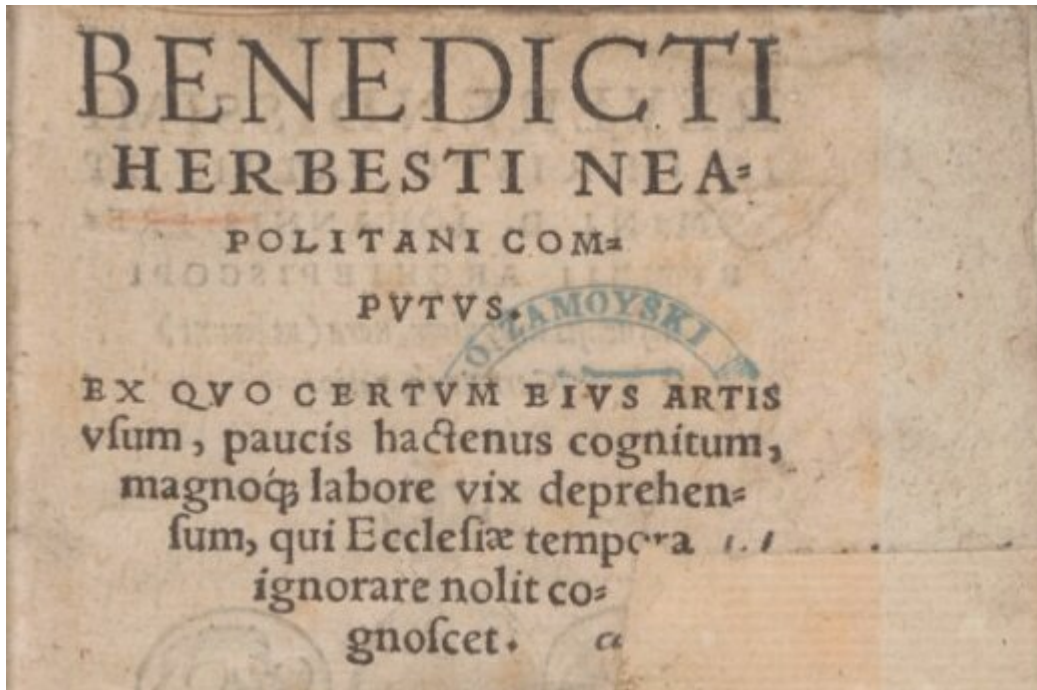 BENEDICTI
HERBESTI NEA⸗
POLITANI COM⸗
PVTVS.
O. ZAMOYSKI
EX QVO CERTVM EIVS ARTIS
vſum, paucis hactenus cognitum,
magnoq́ꝫ labore vix deprehen⸗
ſum, qui Eccleſiæ tempora
ignorare nolit co⸗
gnoſcet.